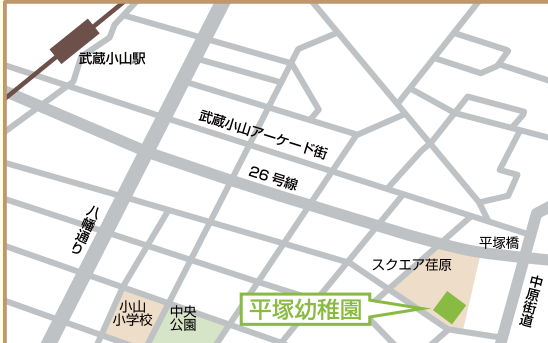 武蔵小山駅
武蔵小山アーケード街
26号線
八幡通り
平塚橋
スクエア荏原
中原街道
平塚幼稚園
小山
小学校
中央
公園